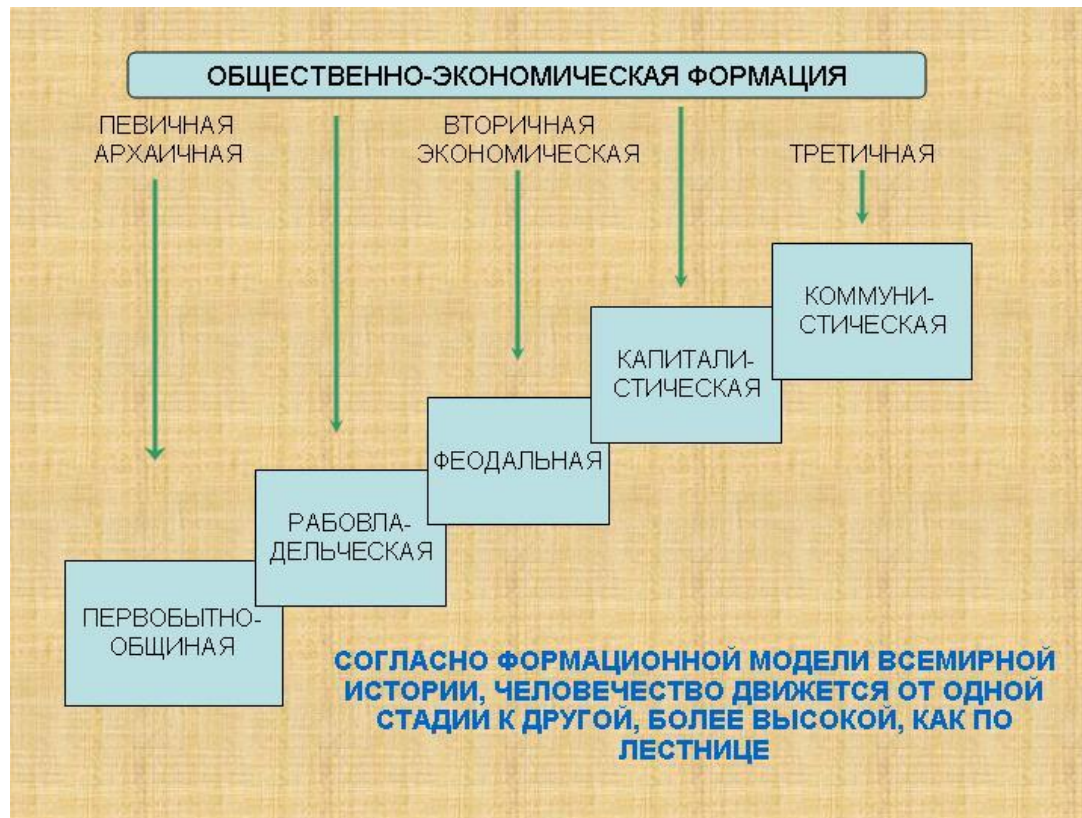 ОБЩЕСТВЕННО-ЭКОНОМИЧЕСКАЯ ФОРМАЦИЯ
ПЕВИЧНАЯ
АРХАИЧНАЯ
ВТОРИЧНАЯ
ЭКОНОМИЧЕСКАЯ
ТРЕТИЧНАЯ
КОММУНИ-
СТИЧЕСКАЯ
КАПИТАЛИ-
СТИЧЕСКАЯ
ФЕОДАЛЬНАЯ
РАБОВЛА-
ДЕЛЬЧЕСКАЯ
ПЕРВОБЫТНО-
ОБЩИНАЯ
СОГЛАСНО ФОРМАЦИОННОЙ МОДЕЛИ ВСЕМИРНОЙ
ИСТОРИИ, ЧЕЛОВЕЧЕСТВО ДВИЖЕТСЯ ОТ ОДНОЙ
СТАДИИ К ДРУГОЙ, БОЛЕЕ ВЫСОКОЙ, КАК ПО
ЛЕСТНИЦЕ